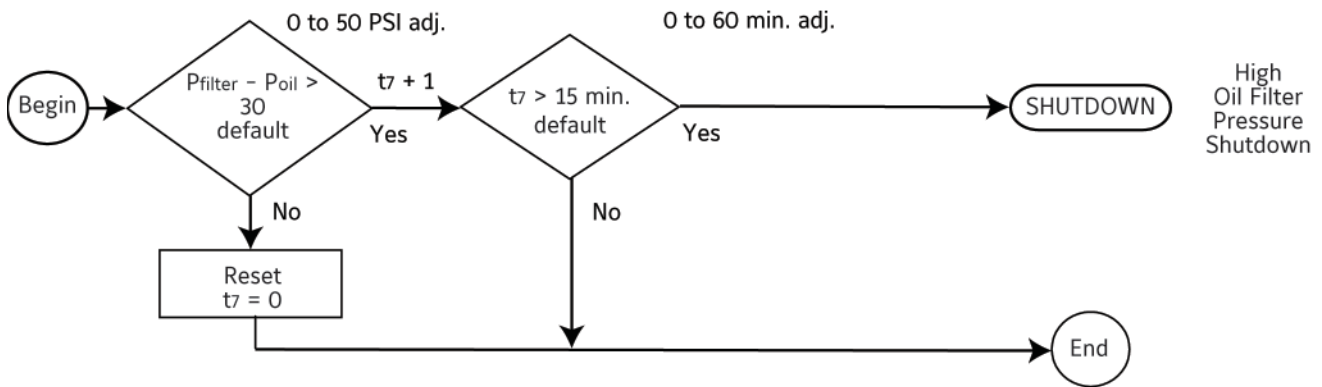 0 to 50 PSI adj.
0 to 60 min. adj.
Begin
Pfilter - Poil >
30
default
t7 + 1
Yes
t7 > 15 min.
default
Yes
SHUTDOWN
High
Oil Filter
Pressure
Shutdown
No
No
Reset
t7 = 0
End